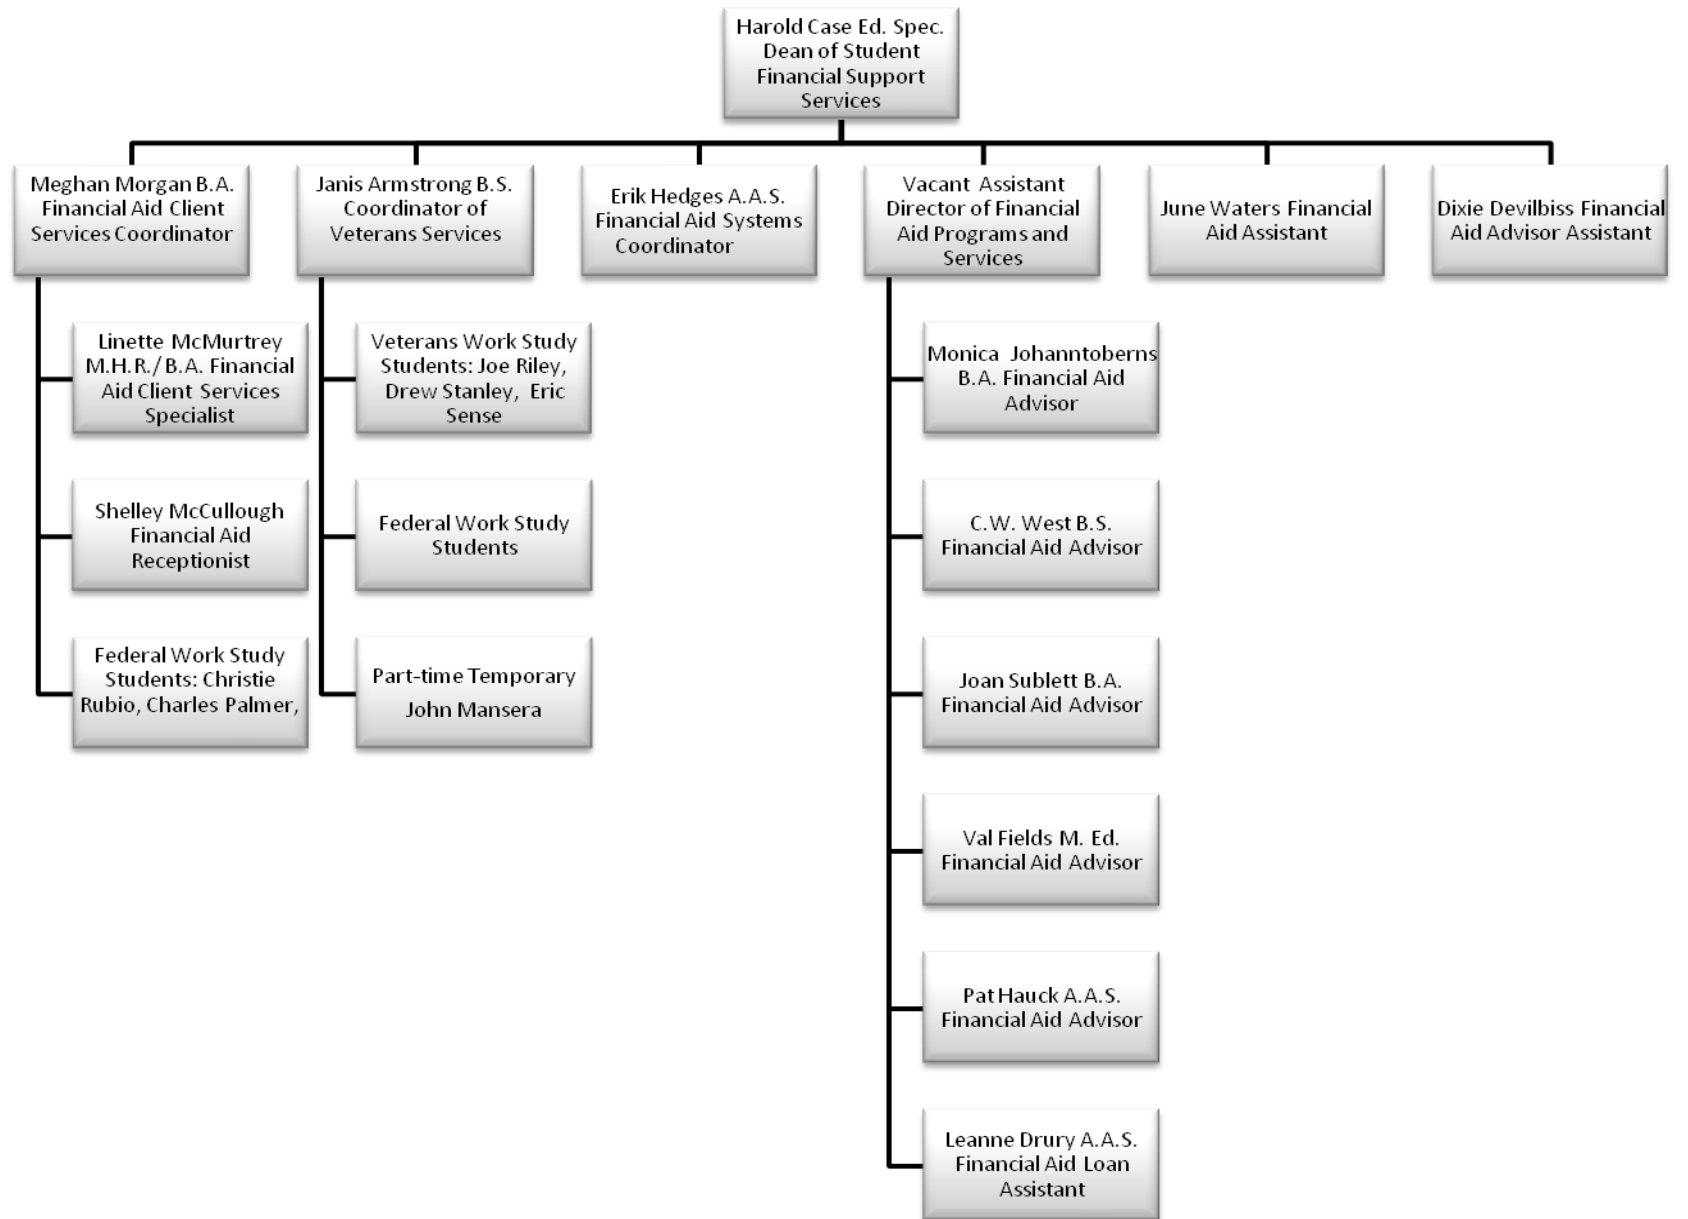 Harold Case Ed. Spec.
Dean of Student
Financial Support
Services
Meghan Morgan B.A.
Financial Aid Client
Services Coordinator
Janis Armstrong B.S.
Coordinator of
Veterans Services
Erik Hedges A.A.S.
Financial Aid Systems
Coordinator
Vacant Assistant
Director of Financial
Aid Programs and
Services
June Waters Financial
Aid Assistant
Dixie Devilbiss Financial
Aid Advisor Assistant
Linette McMurtrey
M.H.R./ B.A. Financial
Aid Client Services
Specialist
Shelley McCullough
Financial Aid
Receptionist
Federal Work Study
Students: Christie
Rubio, Charles Palmer,
Veterans Work Study
Students: Joe Riley,
Drew Stanley, Eric
Sense
Federal Work Study
Students
Part-time Temporary
John Mansera
Monica Johanntoberns
B.A. Financial Aid
Advisor
C.W. West B.S.
Financial Aid Advisor
Joan Sublett B.A.
Financial Aid Advisor
Val Fields M. Ed.
Financial Aid Advisor
Pat Hauck A.A.S.
Financial Aid Advisor
Leanne Drury A.A.S.
Financial Aid Loan
Assistant